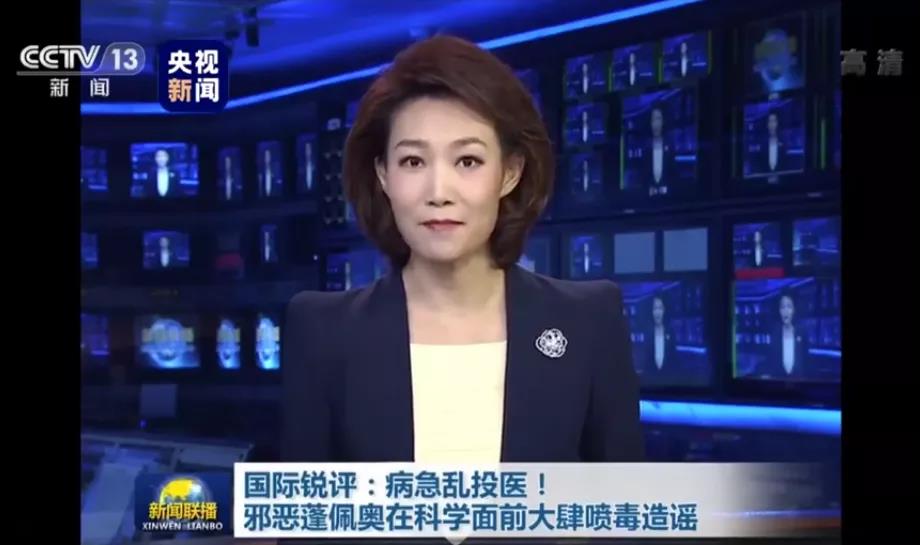 CCTV 13
新闻
央视
新闻
高清
国际锐评：病急乱投医！
邪恶蓬佩奥在科学面前大肆喷毒造谣
新闻联播
XINWEN LIANBO